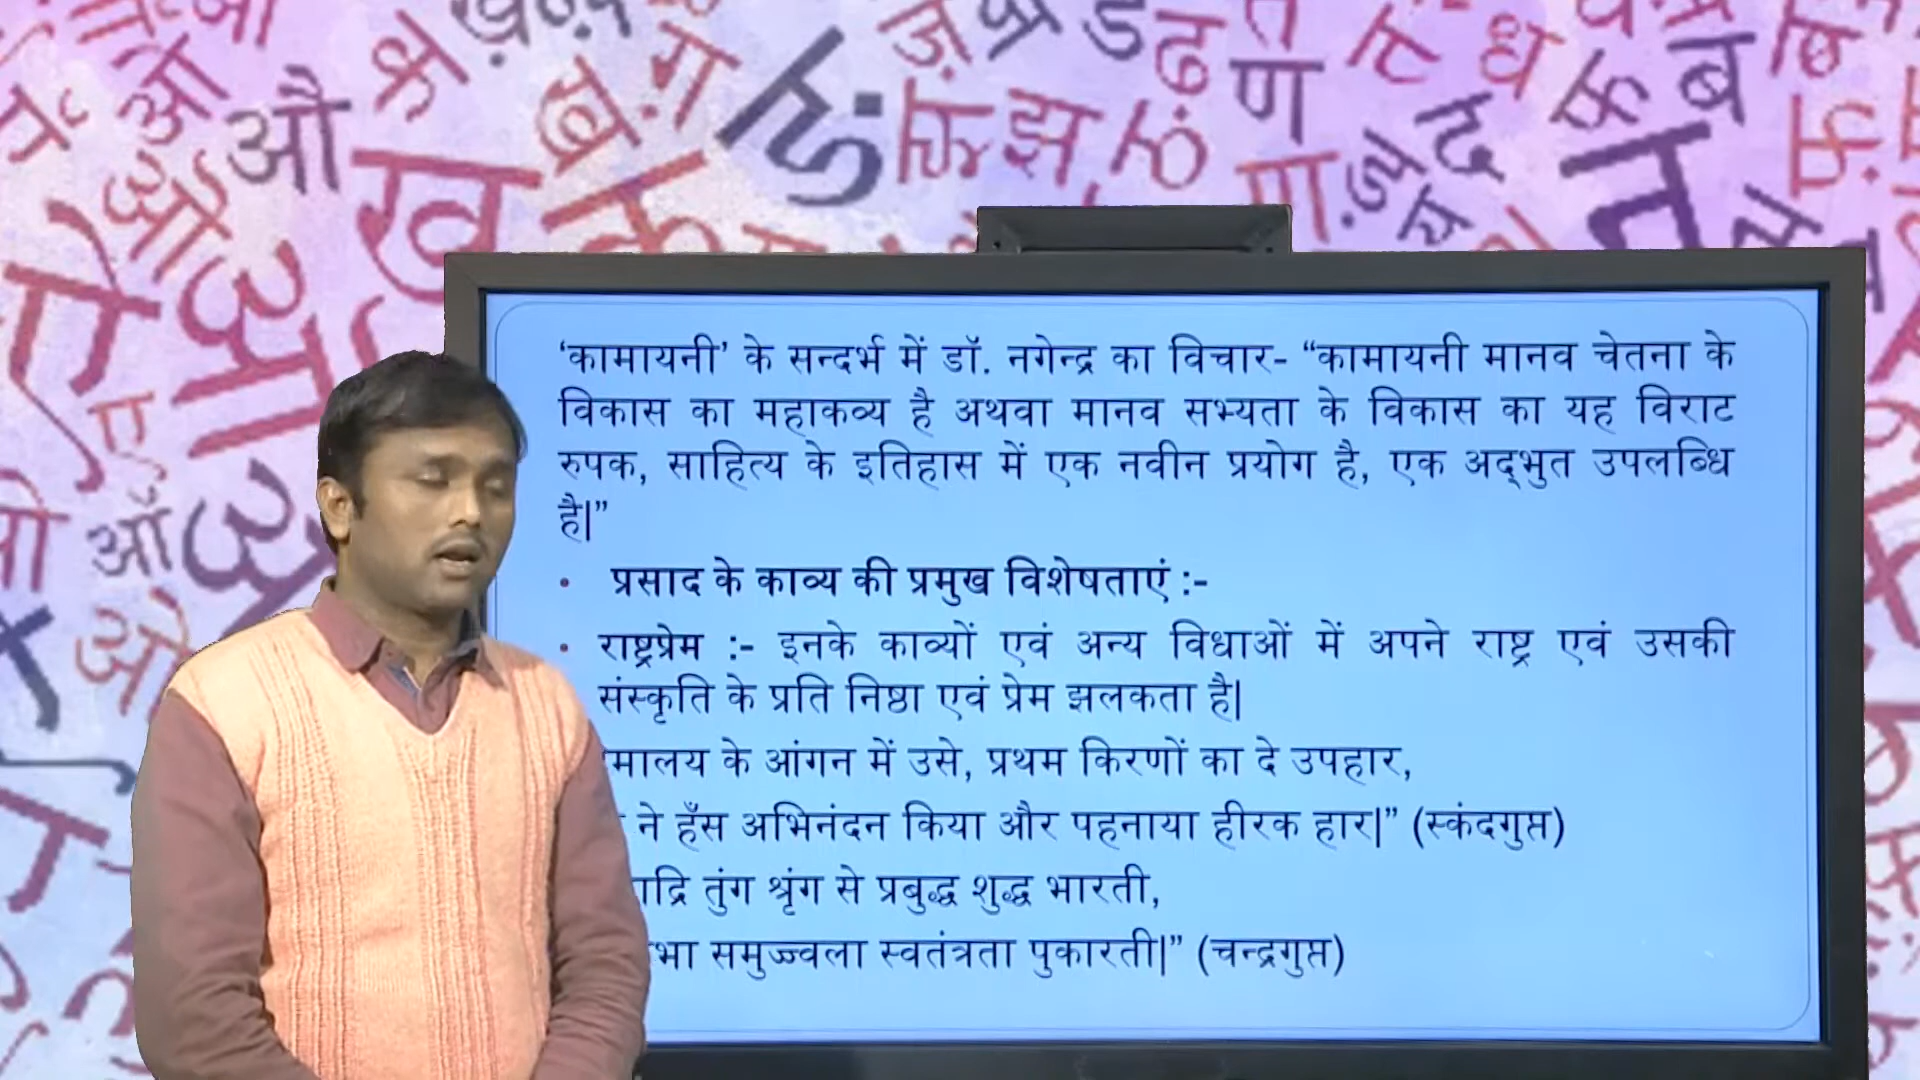 ‘कामायनी’ के सन्दर्भ में डॉ. नगेन्द्र का विचार- “कामायनी मानव चेतना के
विकास का महाकव्य है अथवा मानव सभ्यता के विकास का यह विराट
रुपक, साहित्य के इतिहास में एक नवीन प्रयोग है, एक अद्‌भुत उपलब्धि
है|”
• प्रसाद के काव्य की प्रमुख विशेषताएं :-
• राष्ट्रप्रेम :- इनके काव्यों एवं अन्य विधाओं में अपने राष्ट्र एवं उसकी
संस्कृति के प्रति निष्ठा एवं प्रेम झलकता है|
के आंगन में उसे, प्रथम किरणों का दे उपहार,
ने हँस अभिनंदन किया और पहनाया हीरक हार|” (स्कंदगुप्त)
तुंग श्रृंग से प्रबुद्ध शुद्ध भारती,
समुज्ज्वला स्वतंत्रता पुकारती|” (चन्द्रगुप्त)